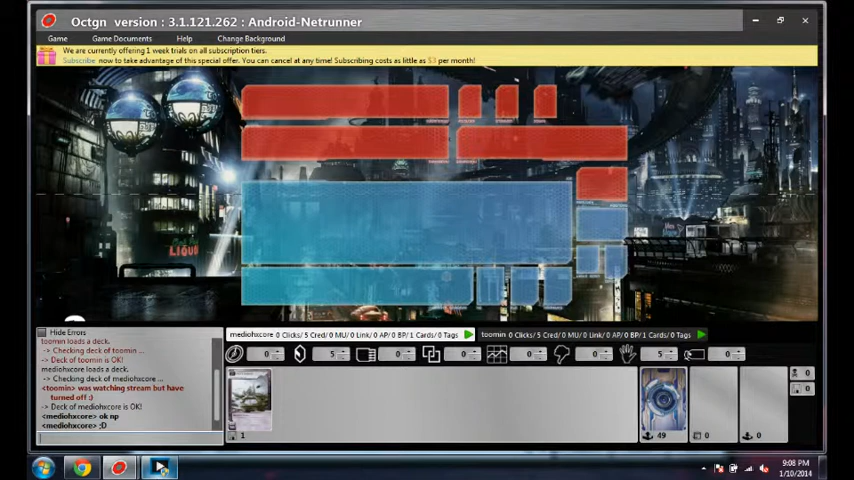 Octgn version : 3.1.121.262 : Android-Netrunner
Game Game Documents Help Change Background
We are currently offering 1 week trials on all subscription tiers.
Subscribe now to take advantage of this special offer. You can cancel at any time! Subscribing costs as little as $3 per month!
LIQUO
Hide Errors
toomin loads a deck.
-> Checking deck of toomin ...
-> Deck of toomin is OK!
mediohxcore loads a deck.
-> Checking deck of mediohxcore ...
<toomin> was watching stream but have
turned off :)
-> Deck of mediohxcore is OK!
<mediohxcore> ok np
<mediohxcore> ;D
mediohxcore 0 Clicks/ 5 Cred/ 0 MU/ 0 Link/ 0 AP/ 0 BP/ 1 Cards/ 0 Tags
toomin 0 Clicks/ 5 Cred/ 0 MU/ 0 Link/ 0 AP/ 0 BP/ 1 Cards/ 0 Tags
0 5 0 0 0 0 5 0
0
0
1 49 0 0
9:08 PM
1/10/2014